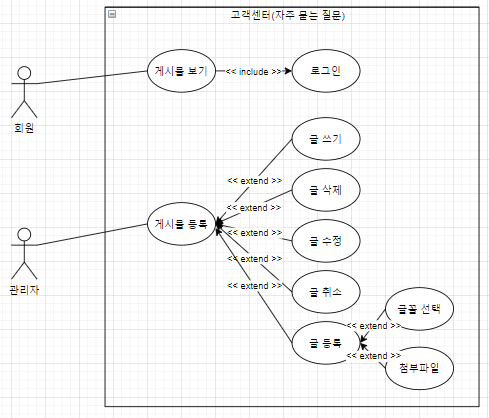 고객센터(자주 묻는 질문)
게시물 보기
<< include >>
로그인
회원
글 쓰기
<< extend >>
글 삭제
<< extend >>
게시물 등록
<< extend >>
글 수정
<< extend >>
관리자
<< extend >>
글 취소
글 등록
<< extend >>
글꼴 선택
<< extend >>
첨부파일